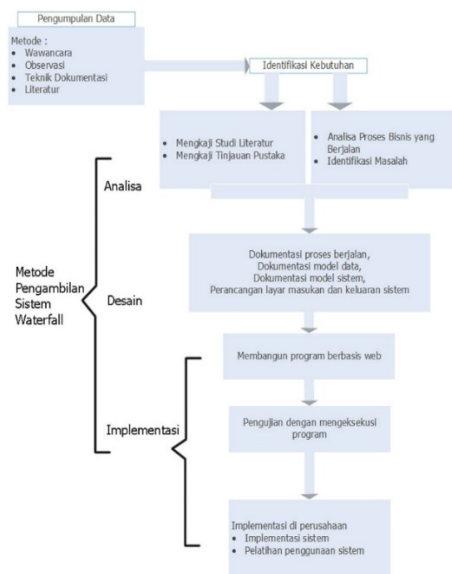 Pengumpulan Data
Metode :
• Wawancara
• Observasi
• Teknik Dokumentasi
• Literatur
Identifikasi Kebutuhan
• Mengkaji Studi Literatur
• Mengkaji Tinjauan Pustaka
• Analisa Proses Bisnis yang
Berjalan
• Identifikasi Masalah
Analisa
Metode
Pengambilan
Sistem
Waterfall
Desain
Dokumentasi proses berjalan,
Dokumentasi model data,
Dokumentasi model sistem,
Perancangan layar masukan dan keluaran sistem
Membangun program berbasis web
Implementasi
Pengujian dengan mengeksekusi
program
Implementasi di perusahaan
• Implementasi sistem
• Pelatihan penggunaan sistem